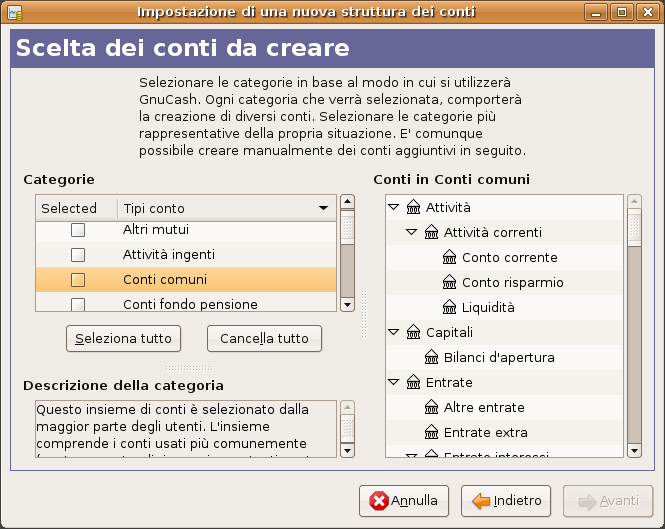 Impostazione di una nuova struttura dei conti
Scelta dei conti da creare
Selezionare le categorie in base al modo in cui si utilizzerà
GnuCash. Ogni categoria che verrà selezionata, comporterà
la creazione di diversi conti. Selezionare le categorie più
rappresentative della propria situazione. E' comunque
possibile creare manualmente dei conti aggiuntivi in seguito.
Categorie
Selected Tipi conto
Altri mutui
Attività ingenti
Conti comuni
Conti fondo pensione
Seleziona tutto Cancella tutto
Descrizione della categoria
Questo insieme di conti è selezionato dalla
maggior parte degli utenti. L'insieme
comprende i conti usati più comunemente
Conti in Conti comuni
Attività
Attività correnti
Conto corrente
Conto risparmio
Liquidità
Capitali
Bilanci d'apertura
Entrate
Altre entrate
Entrate extra
Entrate interessi
Annulla Indietro Avanti